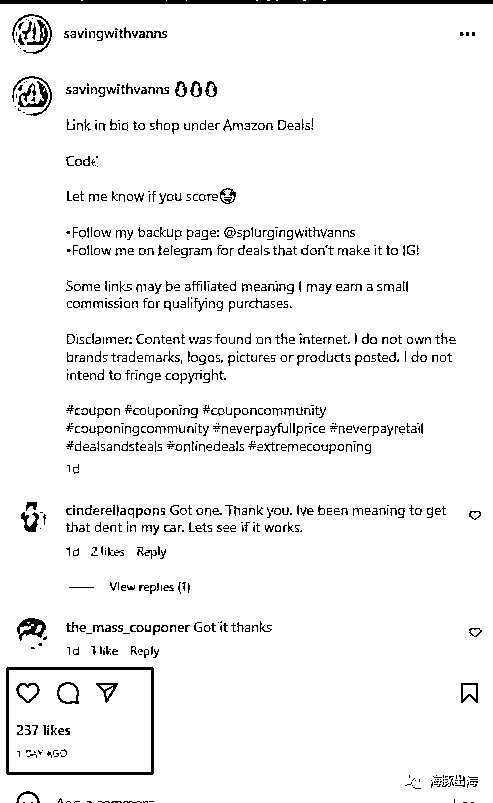 savingwithvanns
savingwithvanns
Link in bio to shop under Amazon Deals!
Code:
Let me know if you score
•Follow my backup page: @splurgingwithvanns
•Follow me on telegram for deals that don't make it to IG!
Some links may be affiliated meaning I may earn a small
commission for qualifying purchases.
Disclaimer: Content was found on the internet. I do not own the
brands trademarks, logos, pictures or products posted. I do not
intend to fringe copyright.
#coupon #couponing #couponcommunity
#couponingcommunity #neverpayfullprice #neverpayretail
#dealsandsteals #onlinedeals #extremecouponing
1d
cinderellaqpons Got one. Thank you. Ive been meaning to get
that dent in my car. Lets see if it works.
1d 2 likes Reply
View replies (1)
the_mass_couponer Got it thanks
1d 1 like Reply
237 likes
1 DAY AGO
海豚出海
Add a comment